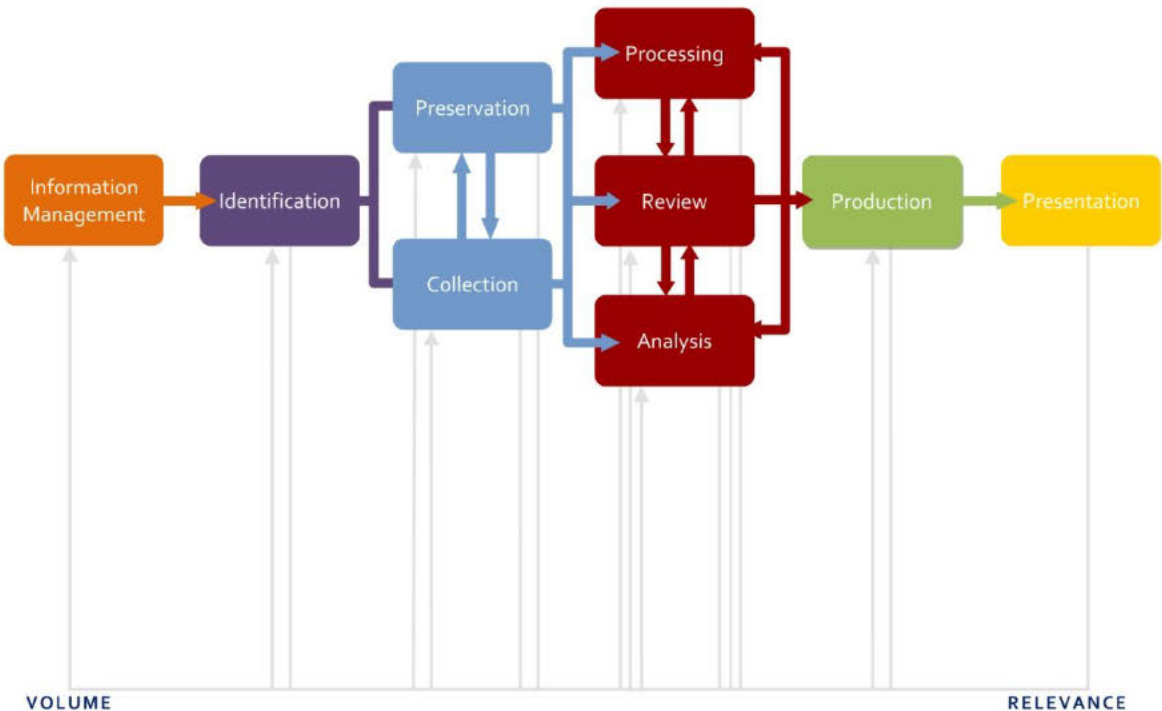 Processing
Preservation
Information
Management
Identification
Review
Production
Presentation
Collection
Analysis
VOLUME
RELEVANCE